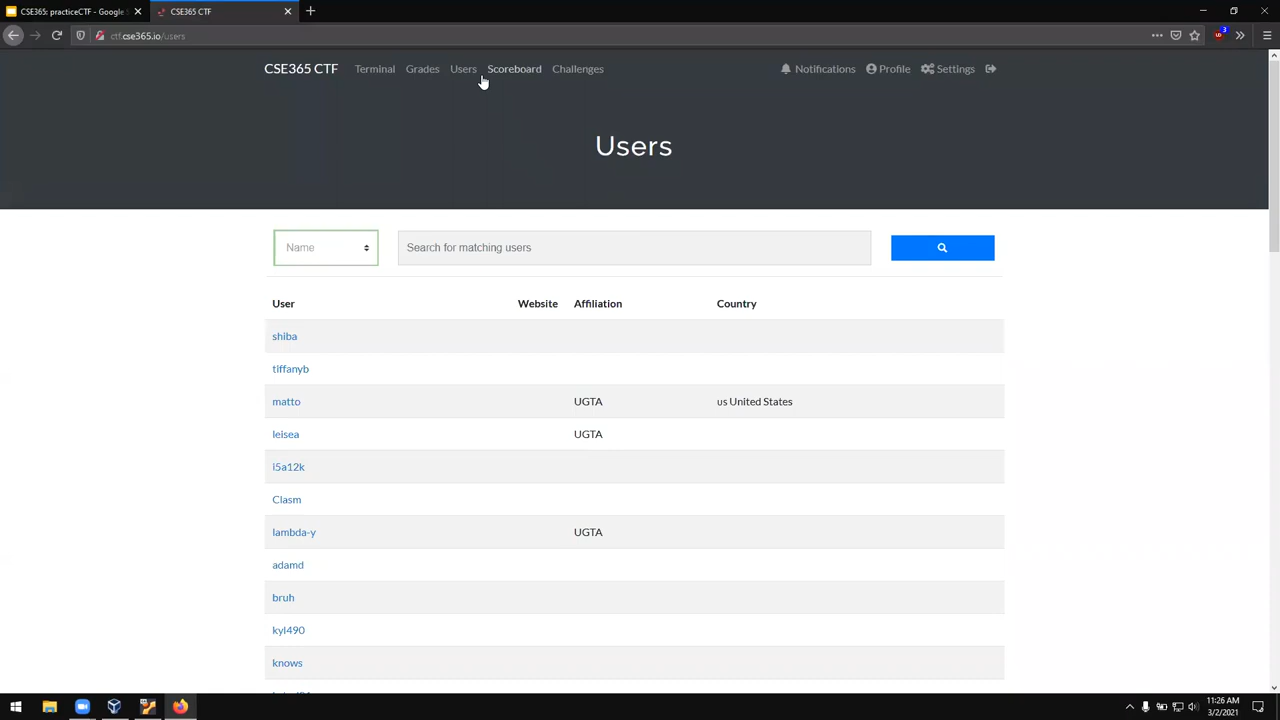 CSE365: practiceCTF - Google
CSE365 CTF
ctf.cse365.io/users
3
CSE365 CTF Terminal Grades Users Scoreboard Challenges Notifications Profile Settings
Users
Name Search for matching users
User Website Affiliation Country
shiba
tiffanyb
matto UGTA us United States
leisea UGTA
i5a12k
Clasm
lambda-y UGTA
adamd
bruh
kyl490
knows
11:26 AM
3/2/2021